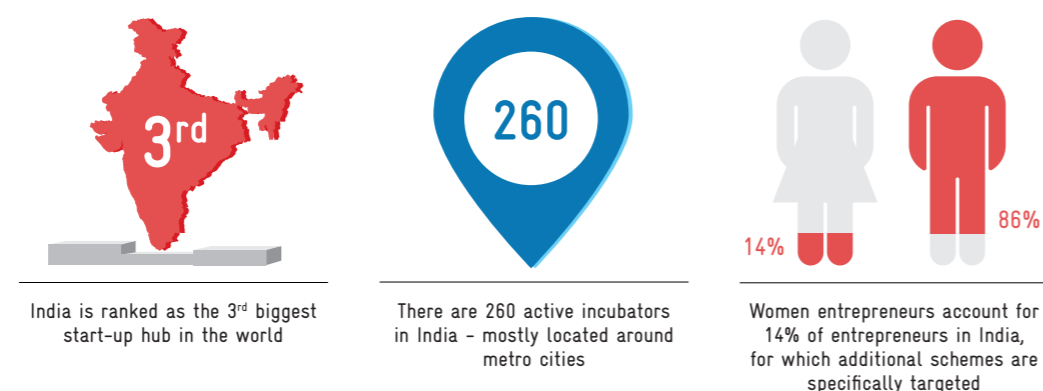 3rd
India is ranked as the 3rd biggest
start-up hub in the world
260
There are 260 active incubators
in India - mostly located around
metro cities
14%
86%
Women entrepreneurs account for
14% of entrepreneurs in India,
for which additional schemes are
specifically targeted